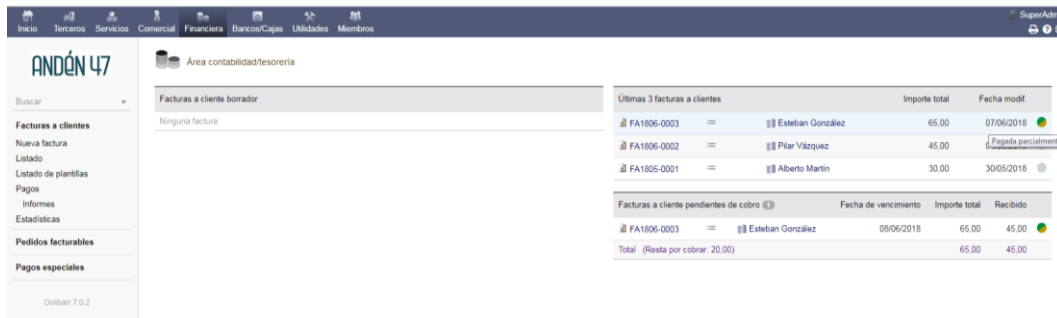 Inicio Terceros Servicios Comercial Financiera Bancos/Cajas Utilidades Miembros SuperAdm
ANDÉN 47
Buscar
Facturas a clientes
Nueva factura
Listado
Listado de plantillas
Pagos
Informes
Estadísticas
Pedidos facturables
Pagos especiales
Dolibarr 7.0.2
Área contabilidad/tesorería
Facturas a cliente borrador
Ninguna factura
Últimas 3 facturas a clientes Importe total Fecha modif.
FA1806-0003 Esteban González 65,00 07/06/2018
FA1806-0002 Pilar Vázquez 45,00
Pagada parcialment
FA1805-0001 Alberto Martín 30,00 30/05/2018
Facturas a cliente pendientes de cobro 1 Fecha de vencimiento Importe total Recibido
FA1806-0003 Esteban González 08/06/2018 65,00 45,00
Total (Resta por cobrar: 20,00) 65,00 45,00